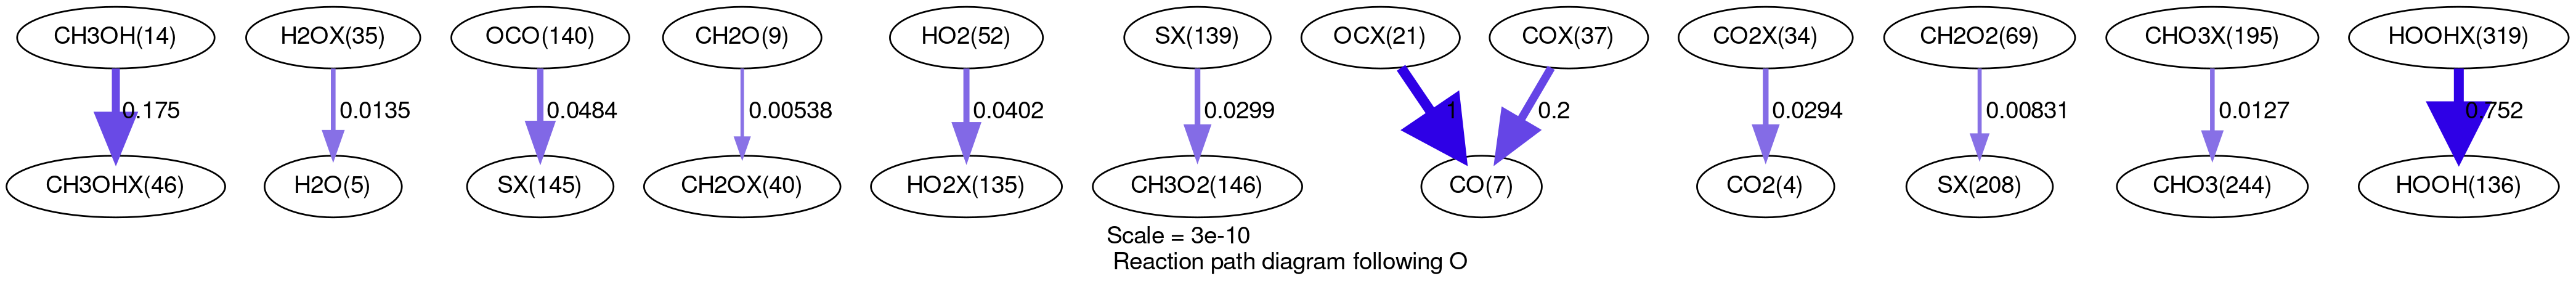 CH3OH(14) H2OX(35) OCO(140) CH2O(9) HO2(52) SX(139) OCX(21) COX(37) CO2X(34) CH2O2(69) CHO3X(195) HOOHX(319)
0.175 0.0135 0.0484 0.00538 0.0402 0.0299 1 0.2 0.0294 0.00831 0.0127 0.752
CH3OHX(46) H2O(5) SX(145) CH2OX(40) HO2X(135) CH3O2(146) CO(7) CO2(4) SX(208) CHO3(244) HOOH(136)
Scale = 3e-10
Reaction path diagram following O